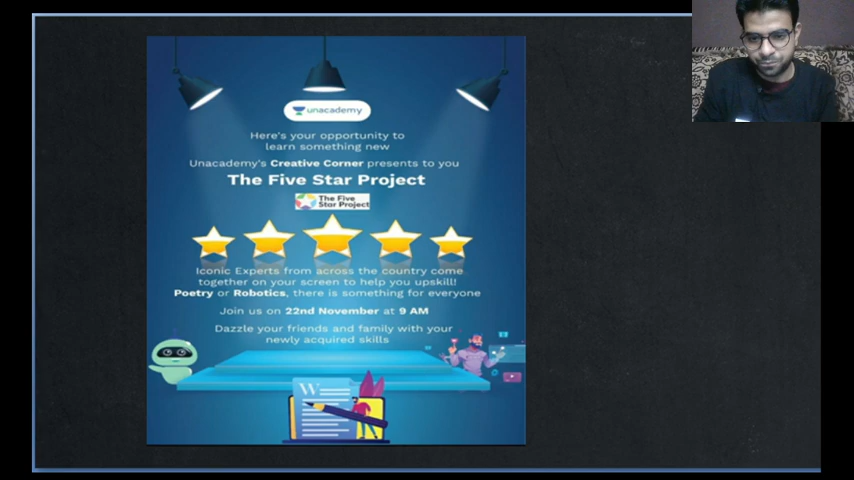 unacademy
Here's your opportunity to
learn something new
Unacademy's Creative Corner presents to you
The Five Star Project
The Five
Star Project
Iconic Experts from across the country come
together on your screen to help you upskill!
Poetry or Robotics, there is something for everyone
Join us on 22nd November at 9 AM
Dazzle your friends and family with your
newly acquired skills
W